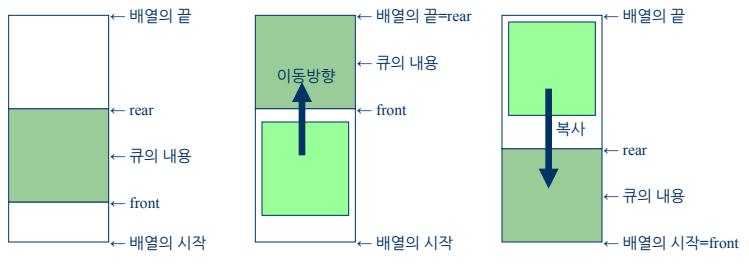 ← 배열의 끝
← rear
← 큐의 내용
← front
← 배열의 시작
← 배열의 끝=rear
← 큐의 내용
이동방향
← front
← 배열의 시작
← 배열의 끝
복사
← rear
← 큐의 내용
← 배열의 시작=front